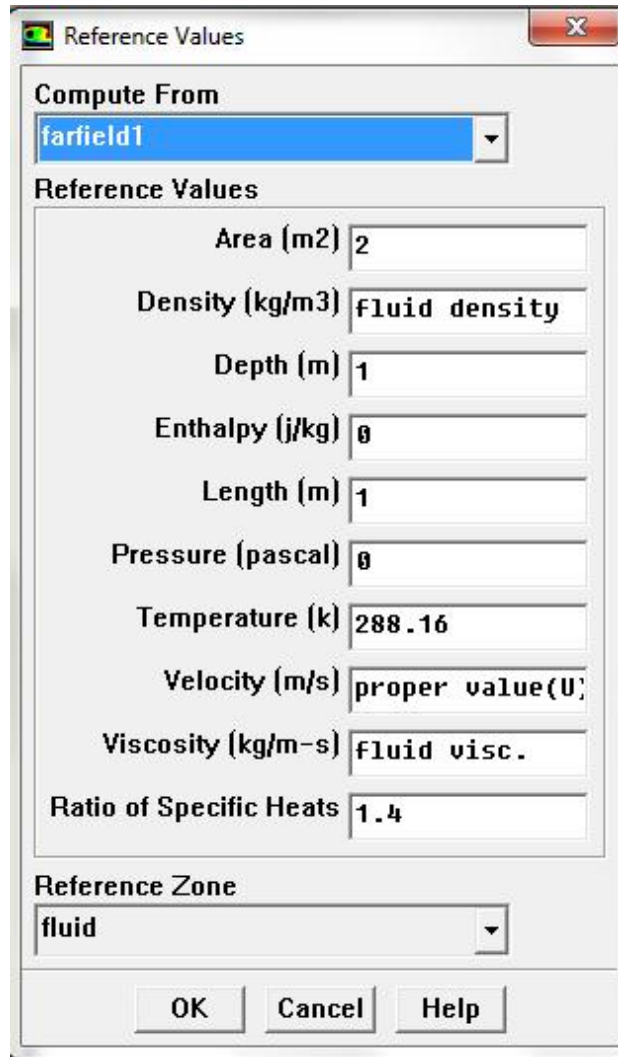 Reference Values
Compute From
farfield1
Reference Values
Area (m2) 2
Density (kg/m3) fluid density
Depth (m) 1
Enthalpy (j/kg) 0
Length (m) 1
Pressure (pascal) 0
Temperature (k) 288.16
Velocity (m/s) proper value(U)
Viscosity (kg/m-s) fluid visc.
Ratio of Specific Heats 1.4
Reference Zone
fluid
OK Cancel Help